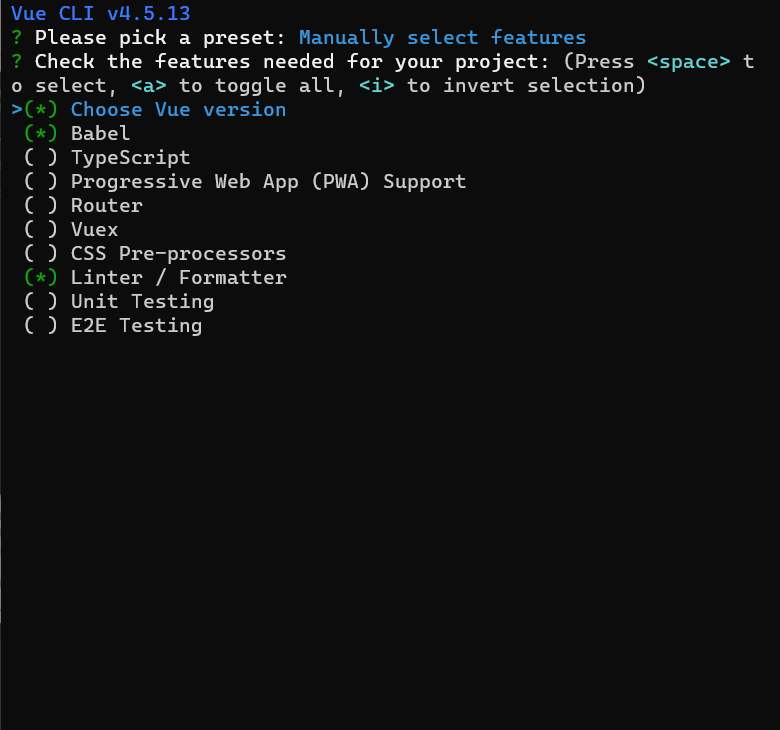 Vue CLI v4.5.13
? Please pick a preset: Manually select features
? Check the features needed for your project: (Press <space> t
o select, <a> to toggle all, <i> to invert selection)
>(*) Choose Vue version
(*) Babel
( ) TypeScript
( ) Progressive Web App (PWA) Support
( ) Router
( ) Vuex
( ) CSS Pre-processors
(*) Linter / Formatter
( ) Unit Testing
( ) E2E Testing